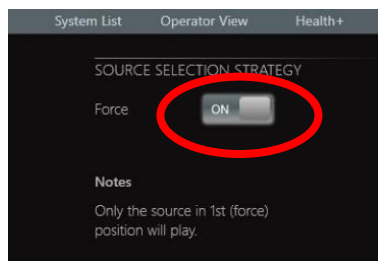 System List Operator View Health+
SOURCE SELECTION STRATEGY
Force ON
Notes
Only the source in 1st (force)
position will play.